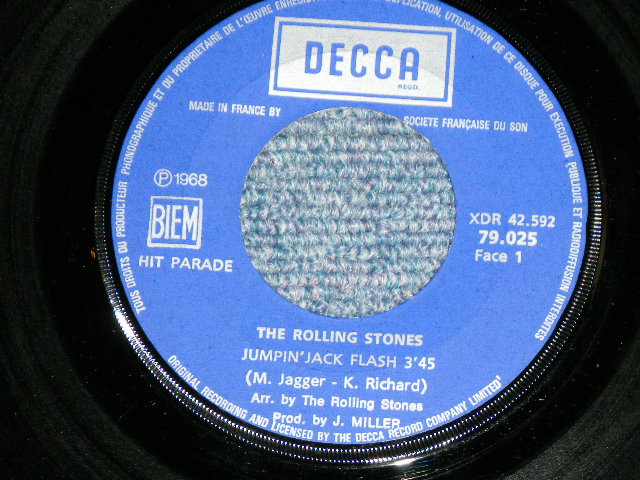 TOUS DROITS DU PRODUCTEUR PHONOGRAPHIQUE ET DU PROPRIETAIRE DE L'ŒUVRE ENREGISTREE DUPLICATION, UTILISATION DE CE DISQUE POUR EXECUTION PUBLIQUE ET RADIODIFFUSION INTERDITES
DECCA
REGD.
MADE IN FRANCE BY
SOCIETE FRANÇAISE DU SON
Ⓟ 1968
BIEM
HIT PARADE
XDR 42.592
79.025
Face 1
THE ROLLING STONES
JUMPIN' JACK FLASH 3'45
(M. Jagger - K. Richard)
Arr. by The Rolling Stones
Prod. by J. MILLER
ORIGINAL RECORDING AND LICENSED BY THE DECCA RECORD COMPANY LIMITED'